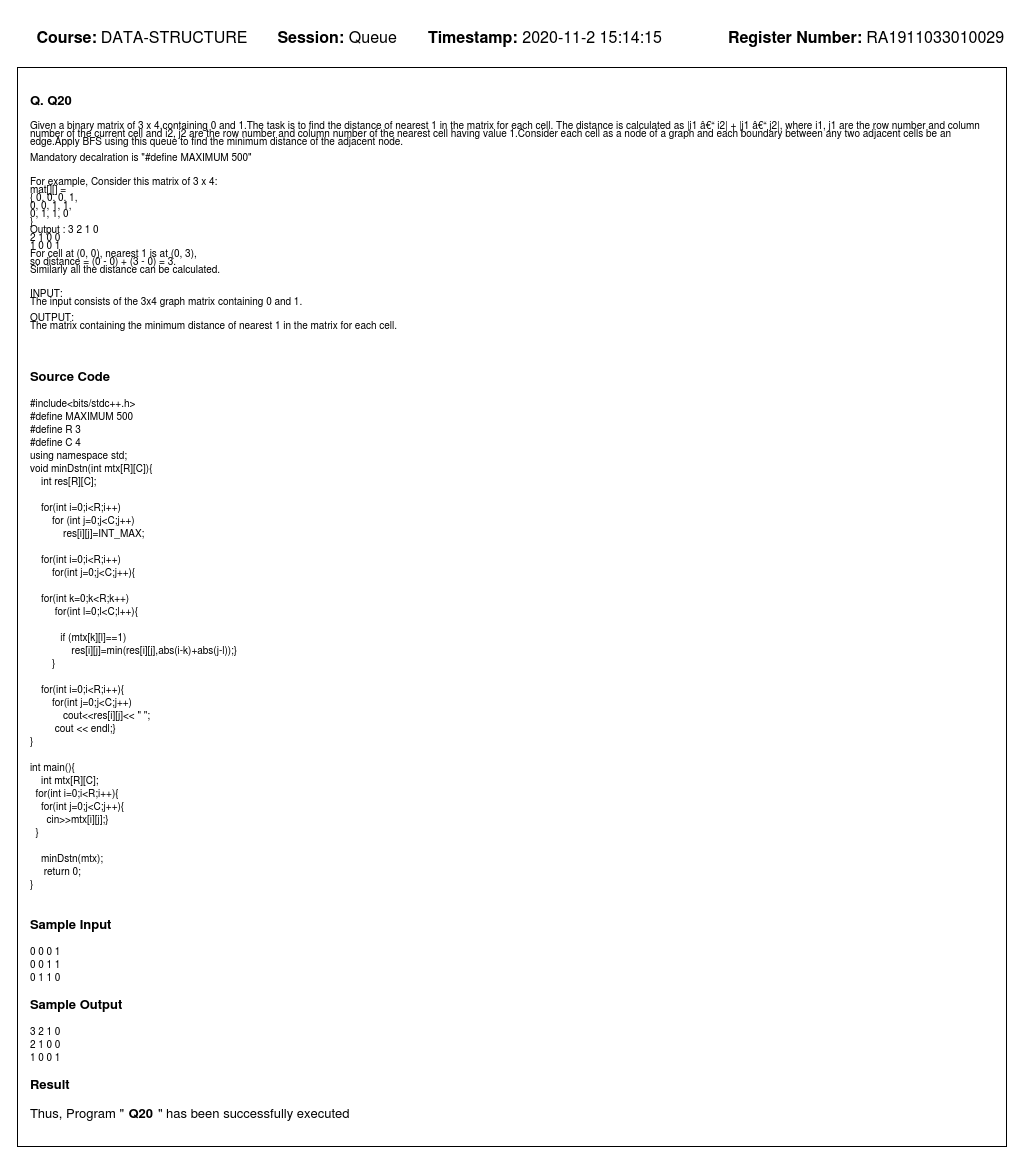 Course: DATA-STRUCTURE Session: Queue Timestamp: 2020-11-2 15:14:15 Register Number: RA1911033010029
Q. Q20
Given a binary matrix of 3 x 4,containing 0 and 1.The task is to find the distance of nearest 1 in the matrix for each cell. The distance is calculated as |i1 â€“ i2| + |j1 â€“ j2|, where i1, j1 are the row number and column
number of the current cell and i2, j2 are the row number and column number of the nearest cell having value 1.Consider each cell as a node of a graph and each boundary between any two adjacent cells be an
edge.Apply BFS using this queue to find the minimum distance of the adjacent node.
Mandatory decalration is "#define MAXIMUM 500"
For example, Consider this matrix of 3 x 4:
mat[][] =
{ 0, 0, 0, 1,
0, 0, 1, 1,
0, 1, 1, 0
}
Output : 3 2 1 0
2 1 0 0
1 0 0 1
For cell at (0, 0), nearest 1 is at (0, 3),
so distance = (0 - 0) + (3 - 0) = 3.
Similarly all the distance can be calculated.
INPUT:
The input consists of the 3x4 graph matrix containing 0 and 1.
OUTPUT:
The matrix containing the minimum distance of nearest 1 in the matrix for each cell.
Source Code
#include<bits/stdc++.h>
#define MAXIMUM 500
#define R 3
#define C 4
using namespace std;
void minDstn(int mtx[R][C]){
    int res[R][C];
    for(int i=0;i<R;i++)
        for (int j=0;j<C;j++)
            res[i][j]=INT_MAX;
    for(int i=0;i<R;i++)
        for(int j=0;j<C;j++){
    for(int k=0;k<R;k++)
         for(int l=0;l<C;l++){
           if (mtx[k][l]==1)
               res[i][j]=min(res[i][j],abs(i-k)+abs(j-l));}
        }
    for(int i=0;i<R;i++){
        for(int j=0;j<C;j++)
            cout<<res[i][j]<< " ";
         cout << endl;}
}
int main(){
    int mtx[R][C];
  for(int i=0;i<R;i++){
    for(int j=0;j<C;j++){
      cin>>mtx[i][j];}
  }
    minDstn(mtx);
     return 0;
}
Sample Input
0 0 0 1
0 0 1 1
0 1 1 0
Sample Output
3 2 1 0
2 1 0 0
1 0 0 1
Result
Thus, Program " Q20 " has been successfully executed